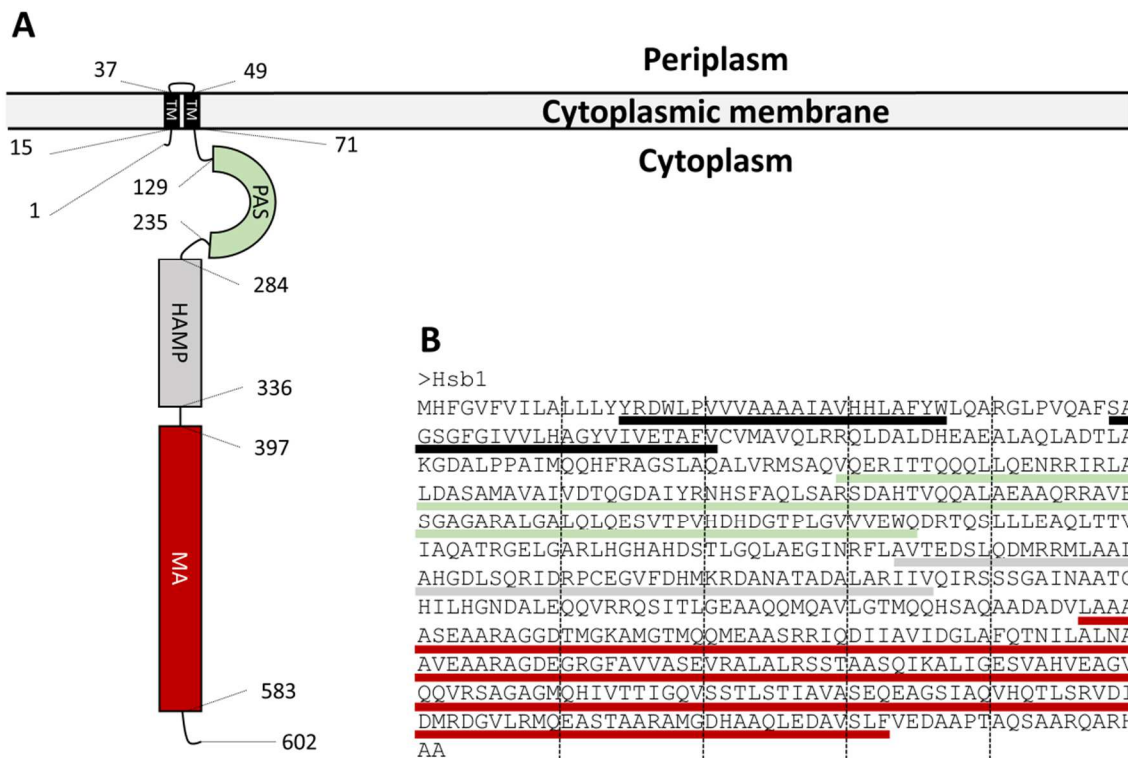 A
37
49
Periplasm
TM
TM
Cytoplasmic membrane
15
71
Cytoplasm
129
PAS
1
235
284
HAMP
336
397
MA
583
602
B
>Hsb1
MHFGVFVILALLLYYRDWLPVVVAAAAIAVHHLAFYWLQARGLPVQAFSA
GSGFGIVVLHAGYVIVETAFVCVMAVQLRRQLDALDHEAEALAQLADTLA
KGDALPPAIMQQHFRAGSLAQALVRMSAQVQERITTQQQLLQENRRIRLA
LDASAMAVAIVDTQGDAIYRNHSFAQLSARSDAHTVQQALAEAAQRRAVE
SGAGARALGALQLQESVTPVHDHDGTPLGVVVEWQDRTQSLLLEAQLTTV
IAQATRGELGARLHGHAHDSTLGQLAEGINRFLAVTEDSLQDMRRMLAAI
AHGDLSQRIDRPCEGVFDHMKRDANATADALARIIVQIRSSSGAINAATG
HILHGNDALEQQVRRQSITLGEAAQQMQAVLGTMQQHSAQAADADVLAAA
ASEAARAGGDTMGKAMGTMQQMEAASRRIQDIIAVIDGLAFQTNILALNA
AVEAARAGDEGRGFAVVASEVRALALRSSTAASQIKALIGESVAHVEAGV
QQVRSAGAGMQHIVTTIGQVSSTLSTIAVASEQEAGSIAQVHQTLSRVDI
DMRDGVLRMQEASTAARAMGDHAAQLEDAVSLFVEDAAPTAQSAARQARH
AA